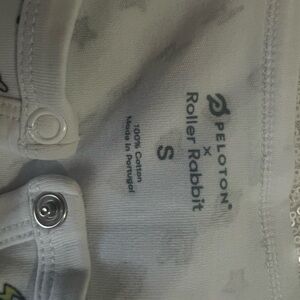 PELOTON®
x
Roller Rabbit
S
100% Cotton
Made in Portugal